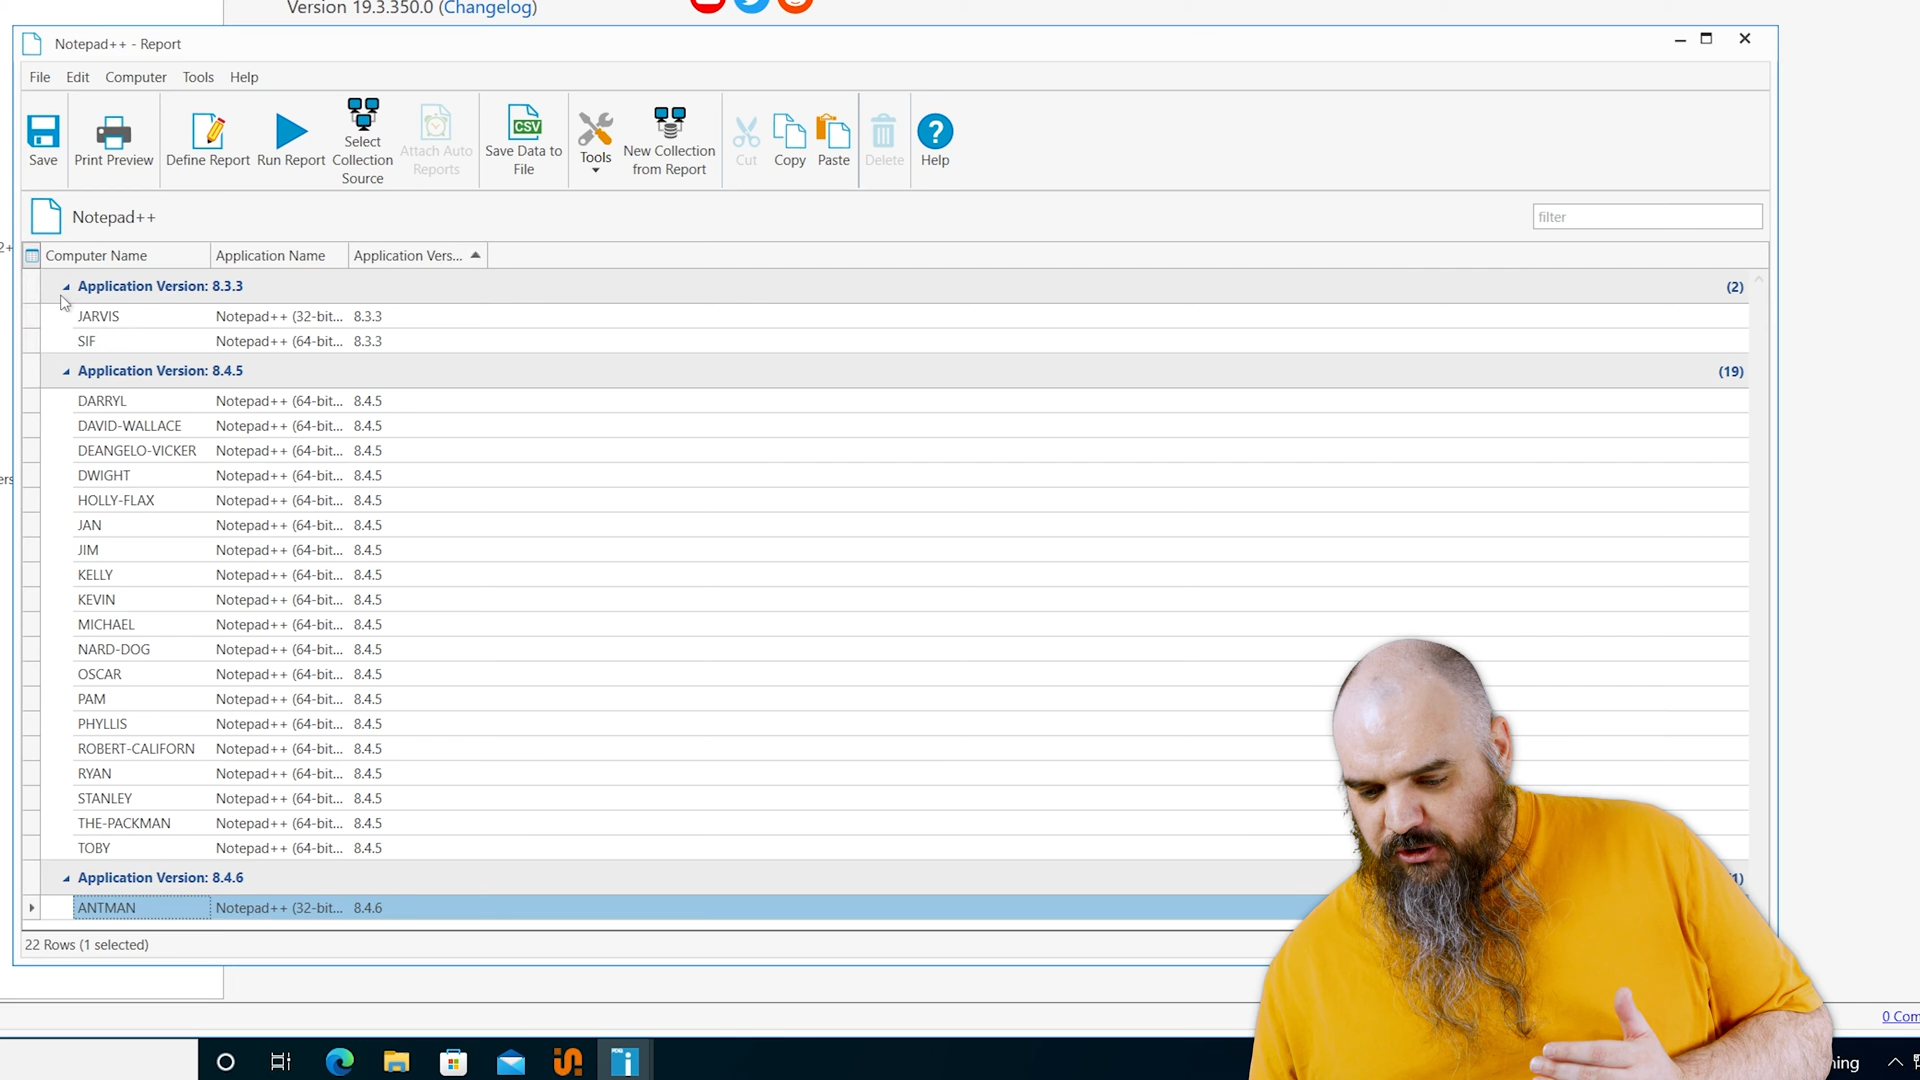 Version 19.3.350.0 (Changelog)
Notepad++ - Report
File Edit Computer Tools Help
Save
Print Preview
Define Report
Run Report
Select Collection Source
Attach Auto Reports
CSV
Save Data to File
Tools
New Collection from Report
Cut
Copy
Paste
Delete
Help
Notepad++
filter
Computer Name Application Name Application Vers...
Application Version: 8.3.3 (2)
JARVIS Notepad++ (32-bit... 8.3.3
SIF Notepad++ (64-bit... 8.3.3
Application Version: 8.4.5 (19)
DARRYL Notepad++ (64-bit... 8.4.5
DAVID-WALLACE Notepad++ (64-bit... 8.4.5
DEANGELO-VICKER Notepad++ (64-bit... 8.4.5
DWIGHT Notepad++ (64-bit... 8.4.5
HOLLY-FLAX Notepad++ (64-bit... 8.4.5
JAN Notepad++ (64-bit... 8.4.5
JIM Notepad++ (64-bit... 8.4.5
KELLY Notepad++ (64-bit... 8.4.5
KEVIN Notepad++ (64-bit... 8.4.5
MICHAEL Notepad++ (64-bit... 8.4.5
NARD-DOG Notepad++ (64-bit... 8.4.5
OSCAR Notepad++ (64-bit... 8.4.5
PAM Notepad++ (64-bit... 8.4.5
PHYLLIS Notepad++ (64-bit... 8.4.5
ROBERT-CALIFORN Notepad++ (64-bit... 8.4.5
RYAN Notepad++ (64-bit... 8.4.5
STANLEY Notepad++ (64-bit... 8.4.5
THE-PACKMAN Notepad++ (64-bit... 8.4.5
TOBY Notepad++ (64-bit... 8.4.5
Application Version: 8.4.6 1)
ANTMAN Notepad++ (32-bit... 8.4.6
22 Rows (1 selected)
0 Com